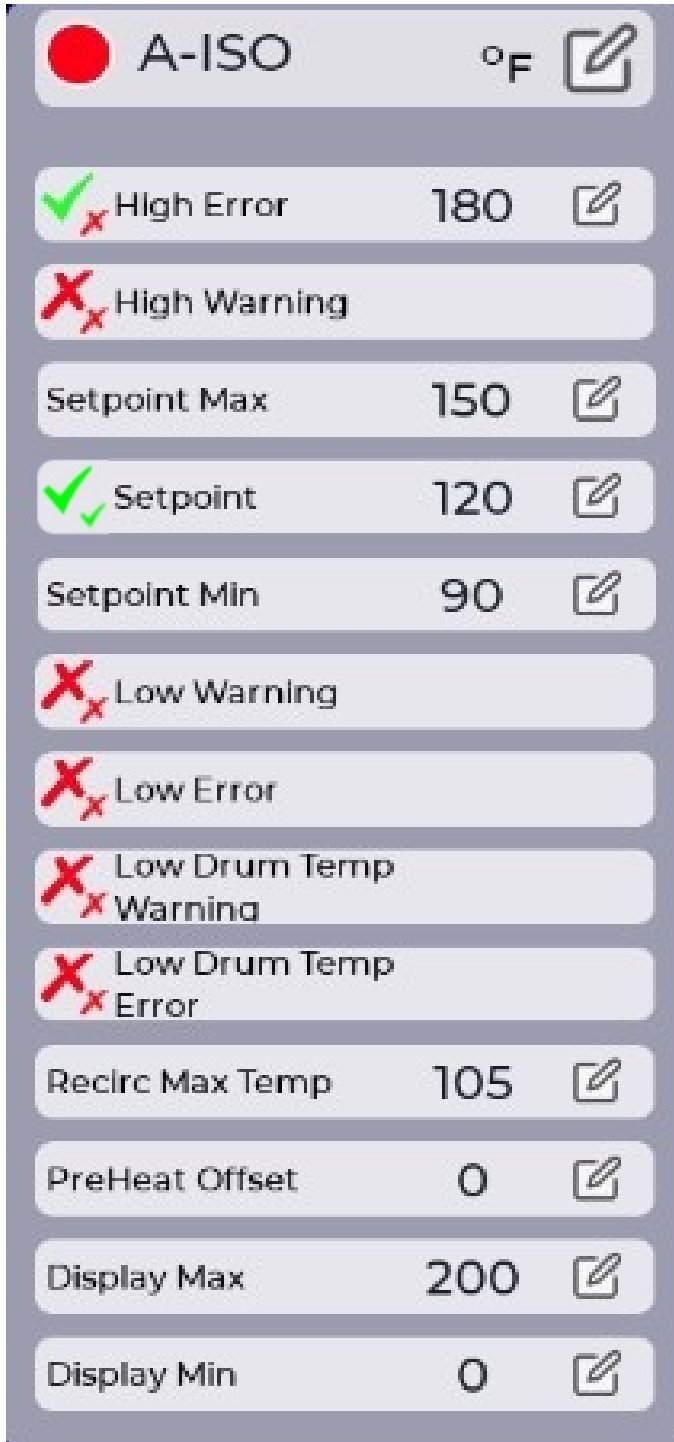 A-ISO °F
High Error 180
High Warning
Setpoint Max 150
Setpoint 120
Setpoint Min 90
Low Warning
Low Error
Low Drum Temp
Warning
Low Drum Temp
Error
Recirc Max Temp 105
PreHeat Offset 0
Display Max 200
Display Min 0